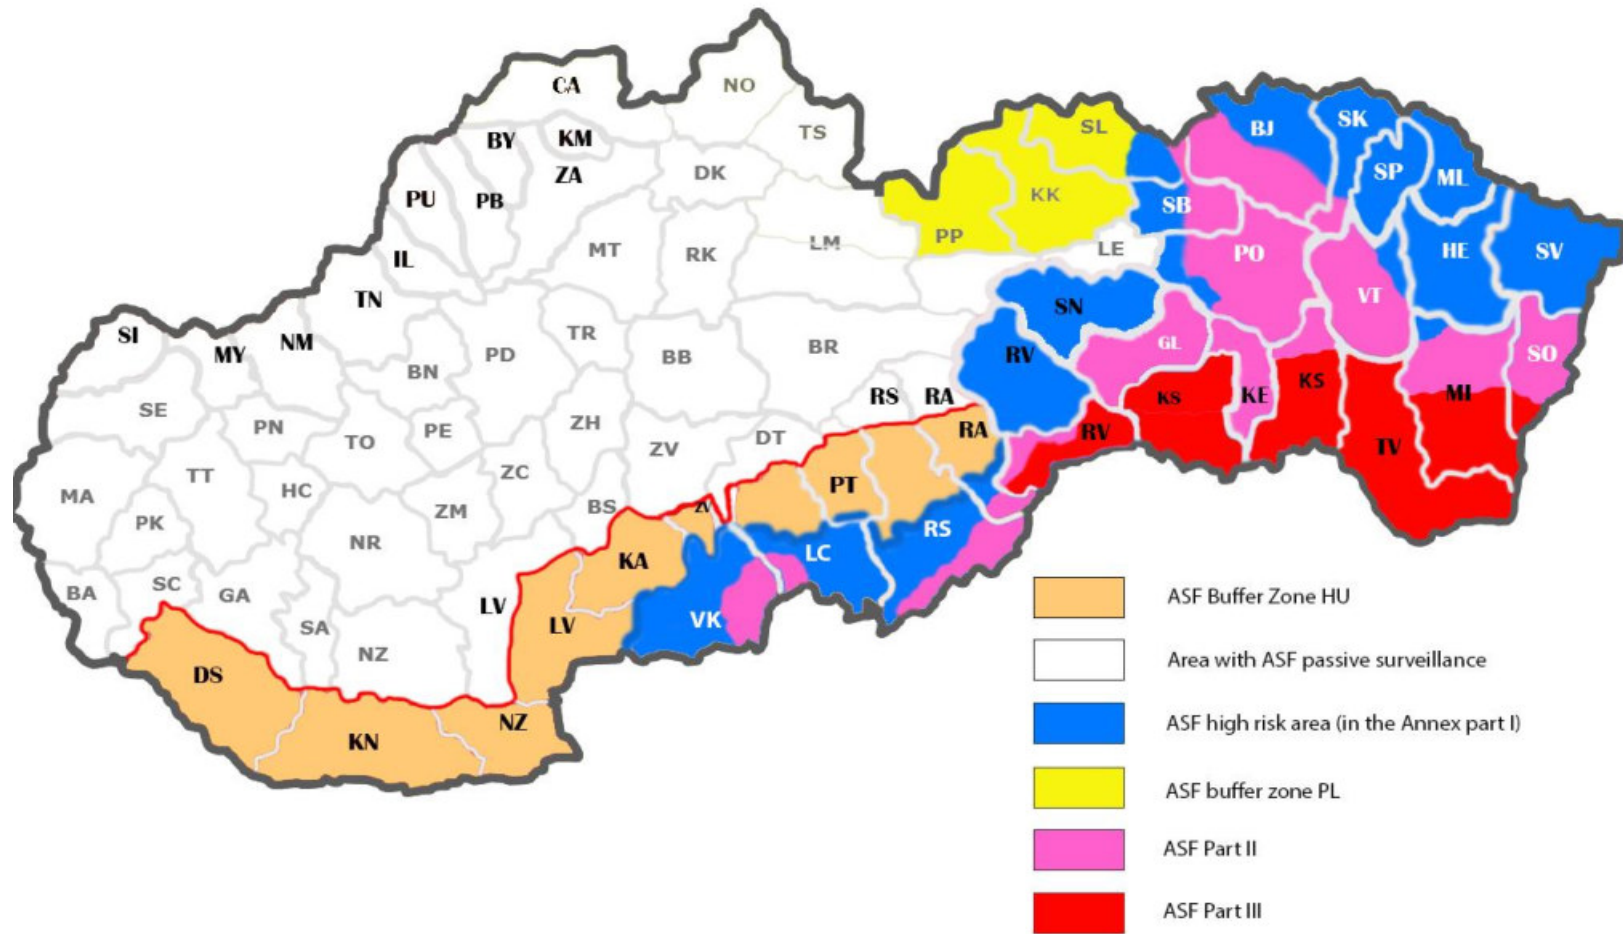 CA
NO
BY
KM
TS
SL
BJ
SK
ZA
DK
SP
ML
PU
PB
KK
SB
IL
MT
RK
LM
PP
LE
PO
HE
SV
TN
SN
VT
SI
MY
NM
BN
PD
TR
BB
BR
RV
GL
SO
RS
RA
KS
KE
KS
MI
SE
PN
TO
PE
ZH
ZV
DT
RA
RV
TV
MA
TT
HC
ZC
PK
ZM
BS
ZV
PT
NR
KA
LC
RS
BA
SC
GA
SA
LV
LV
VK
NZ
DS
KN
NZ
ASF Buffer Zone HU
Area with ASF passive surveillance
ASF high risk area (in the Annex part I)
ASF buffer zone PL
ASF Part II
ASF Part III